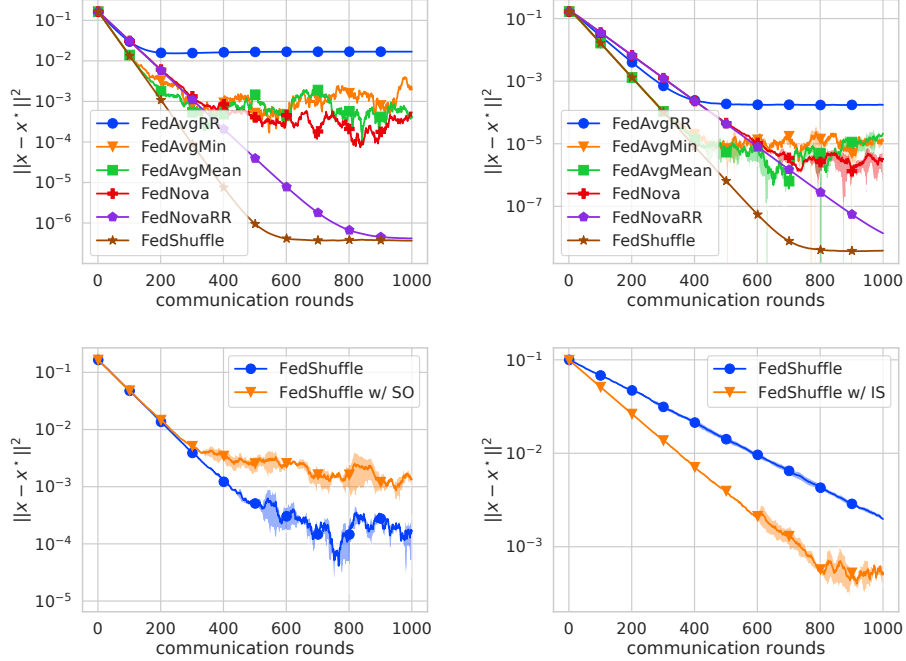 10⁻¹
10⁻²
10⁻³
10⁻⁴
10⁻⁵
10⁻⁶
||x − x⋆||²
FedAvgRR
FedAvgMin
FedAvgMean
FedNova
FedNovaRR
FedShuffle
0 200 400 600 800 1000
communication rounds
10⁻¹
10⁻³
10⁻⁵
10⁻⁷
||x − x⋆||²
FedAvgRR
FedAvgMin
FedAvgMean
FedNova
FedNovaRR
FedShuffle
0 200 400 600 800 1000
communication rounds
10⁻¹
10⁻²
10⁻³
10⁻⁴
10⁻⁵
||x − x⋆||²
FedShuffle
FedShuffle w/ SO
0 200 400 600 800 1000
communication rounds
10⁻¹
10⁻²
10⁻³
||x − x⋆||²
FedShuffle
FedShuffle w/ IS
0 200 400 600 800 1000
communication rounds